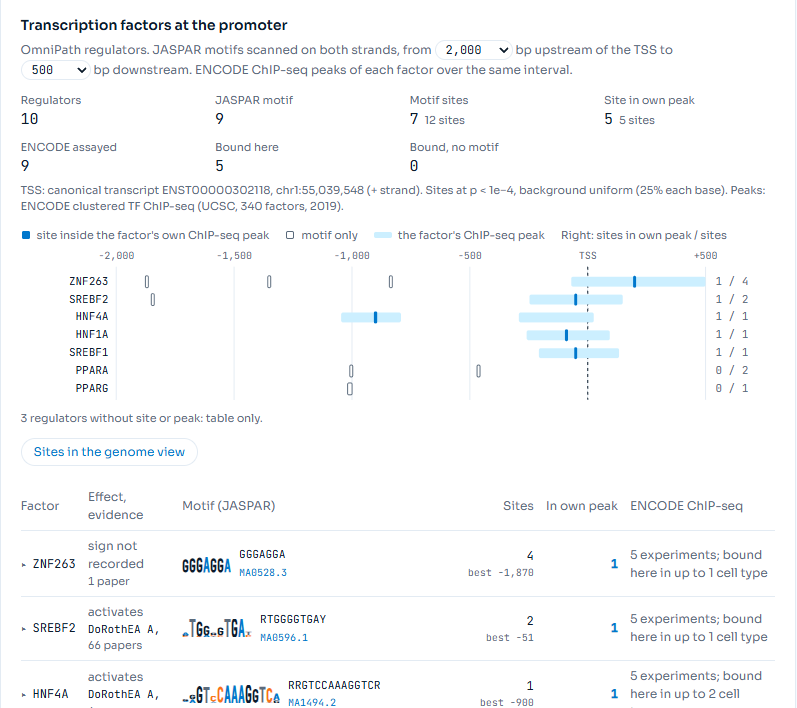 Transcription factors at the promoter
OmniPath regulators. JASPAR motifs scanned on both strands, from 2,000 bp upstream of the TSS to
500 bp downstream. ENCODE ChIP-seq peaks of each factor over the same interval.
Regulators JASPAR motif Motif sites Site in own peak
10 9 7 12 sites 5 5 sites
ENCODE assayed Bound here Bound, no motif
9 5 0
TSS: canonical transcript ENST00000302118, chr1:55,039,548 (+ strand). Sites at p < 1e−4, background uniform (25% each base). Peaks:
ENCODE clustered TF ChIP-seq (UCSC, 340 factors, 2019).
site inside the factor's own ChIP-seq peak motif only the factor's ChIP-seq peak Right: sites in own peak / sites
-2,000 -1,500 -1,000 -500 TSS +500
ZNF263 1 / 4
SREBF2 1 / 2
HNF4A 1 / 1
HNF1A 1 / 1
SREBF1 1 / 1
PPARA 0 / 2
PPARG 0 / 1
3 regulators without site or peak: table only.
Sites in the genome view
Factor Effect, evidence Motif (JASPAR) Sites In own peak ENCODE ChIP-seq
ZNF263 sign not recorded 1 paper GGGAGGA GGGAGGA MA0528.3 4 best -1,870 1 5 experiments; bound here in up to 1 cell type
SREBF2 activates DoRothEA A, 66 papers RTGGGGTGAY MA0596.1 2 best -51 1 5 experiments; bound here in up to 1 cell type
HNF4A activates DoRothEA A, RRGTCCAAAGGTCR MA1494.2 1 best -900 1 5 experiments; bound here in up to 2 cell